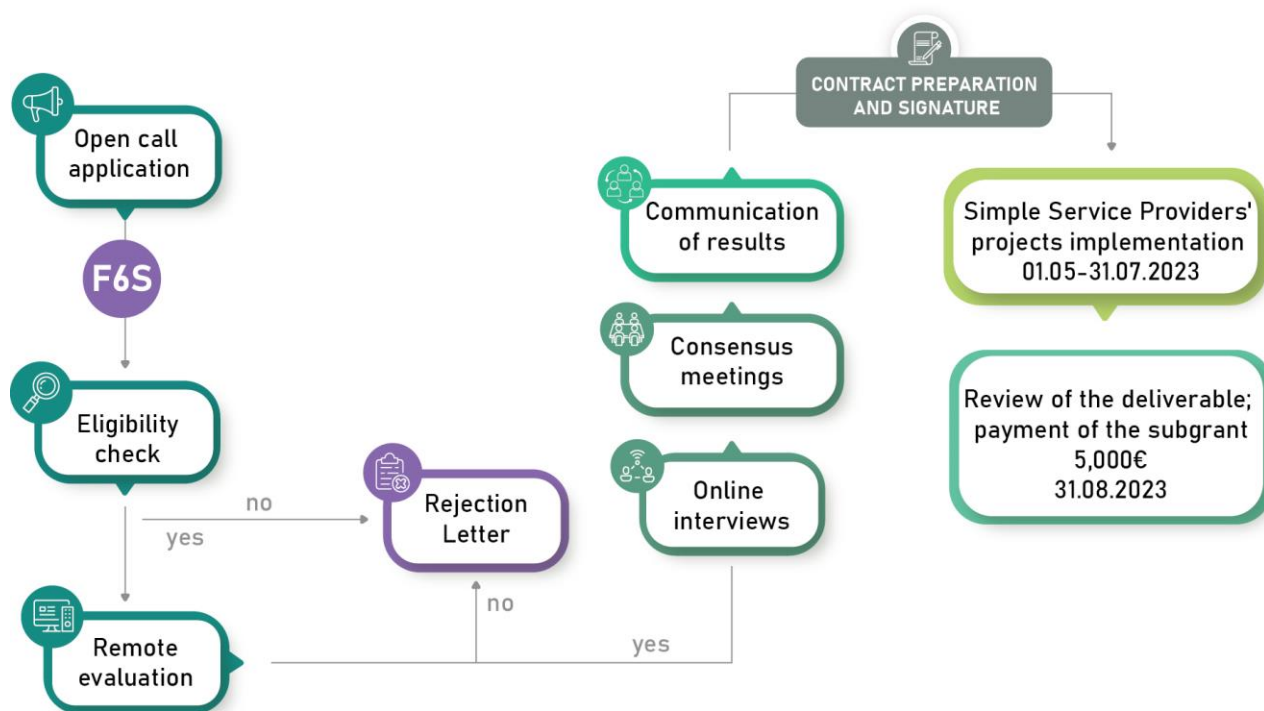 Open call
application
F6S
Eligibility
check
no
yes
Remote
evaluation
Rejection
Letter
no
yes
Online
interviews
Consensus
meetings
Communication
of results
CONTRACT PREPARATION
AND SIGNATURE
Simple Service Providers'
projects implementation
01.05-31.07.2023
Review of the deliverable;
payment of the subgrant
5,000€
31.08.2023